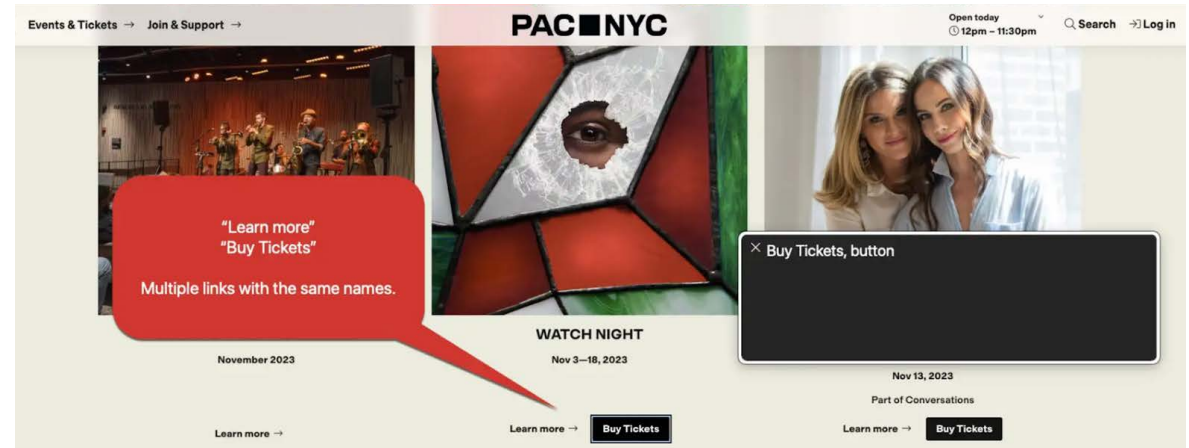 Events & Tickets → Join & Support →
PAC■NYC
Open today
12pm – 11:30pm
Search
Log in
“Learn more”
“Buy Tickets”
Multiple links with the same names.
November 2023
Learn more →
WATCH NIGHT
Nov 3—18, 2023
Learn more → Buy Tickets
× Buy Tickets, button
Nov 13, 2023
Part of Conversations
Learn more → Buy Tickets